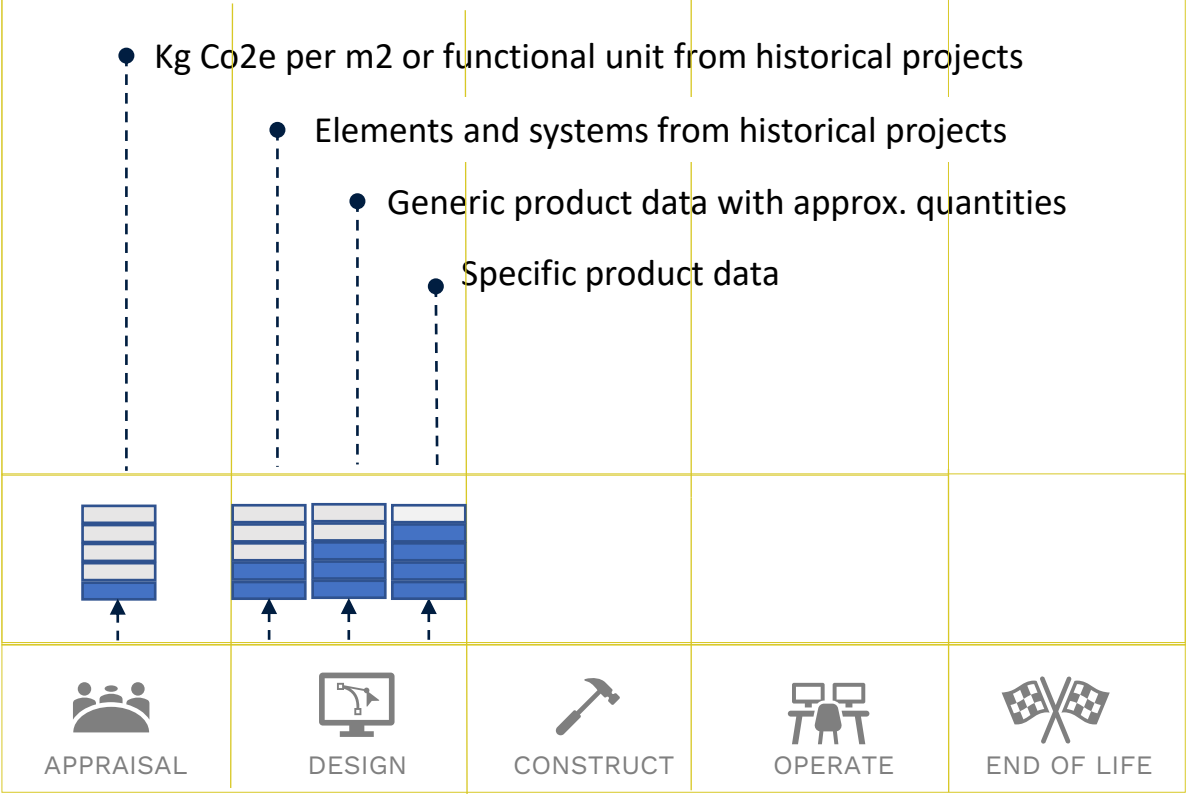 Kg Co2e per m2 or functional unit from historical projects
Elements and systems from historical projects
Generic product data with approx. quantities
Specific product data
APPRAISAL
DESIGN
CONSTRUCT
OPERATE
END OF LIFE